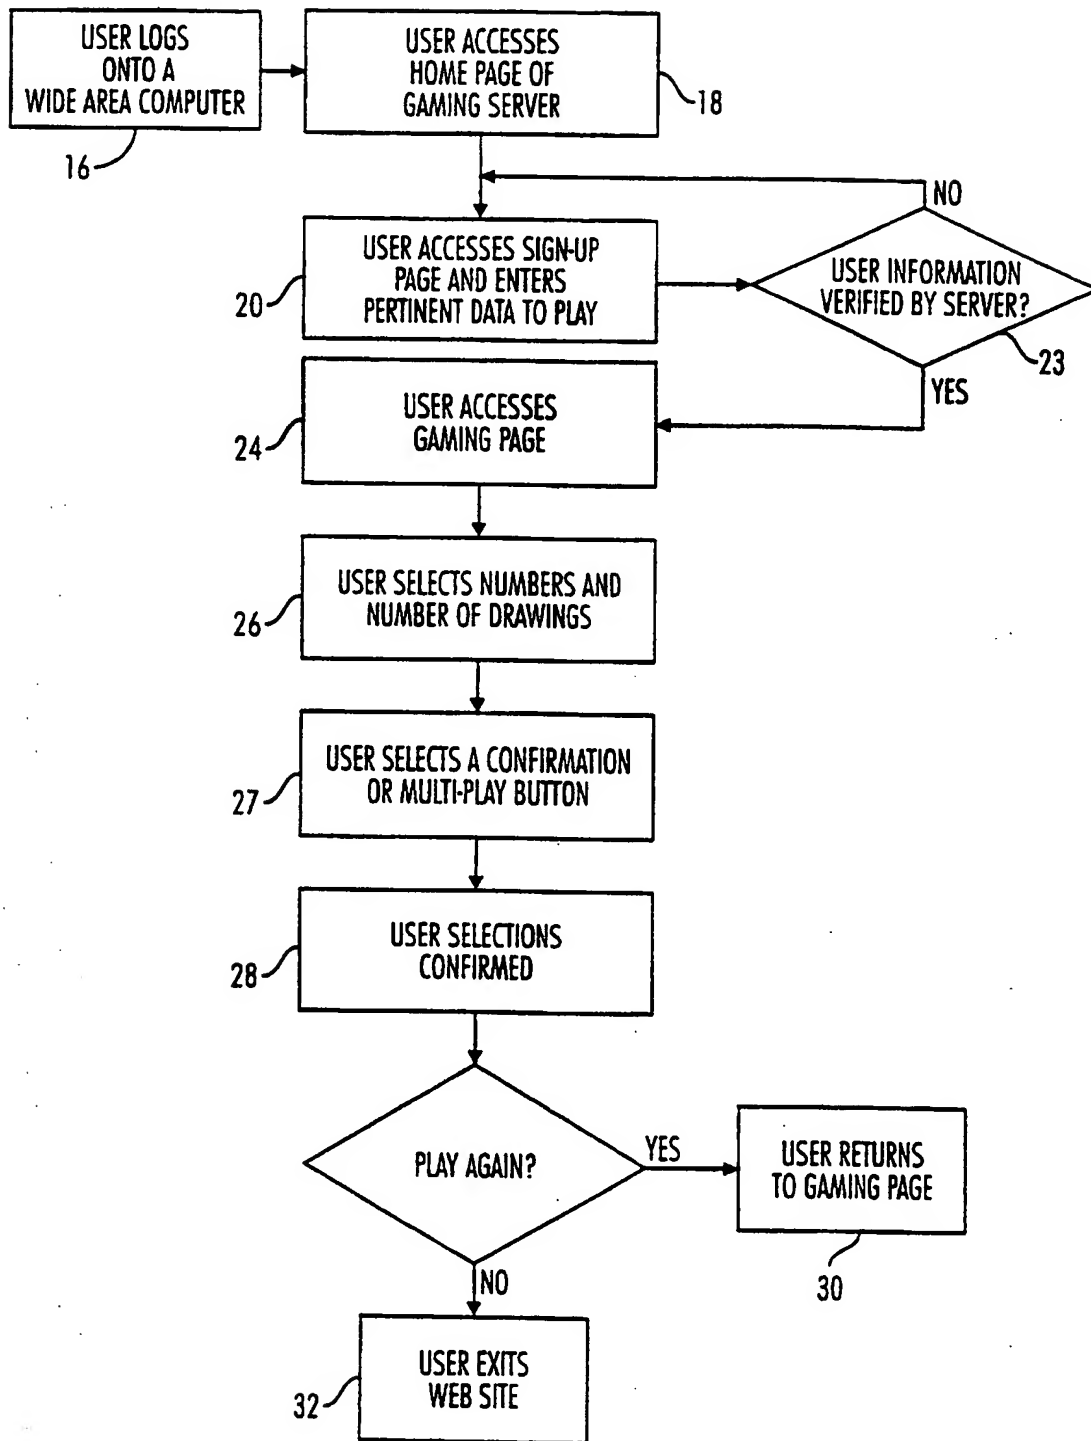 USER LOGS
ONTO A
WIDE AREA COMPUTER
16
USER ACCESSES
HOME PAGE OF
GAMING SERVER
18
NO
USER ACCESSES SIGN-UP
PAGE AND ENTERS
PERTINENT DATA TO PLAY
20
USER INFORMATION
VERIFIED BY SERVER?
23
YES
USER ACCESSES
GAMING PAGE
24
USER SELECTS NUMBERS AND
NUMBER OF DRAWINGS
26
USER SELECTS A CONFIRMATION
OR MULTI-PLAY BUTTON
27
USER SELECTIONS
CONFIRMED
28
PLAY AGAIN?
YES
USER RETURNS
TO GAMING PAGE
30
NO
USER EXITS
WEB SITE
32